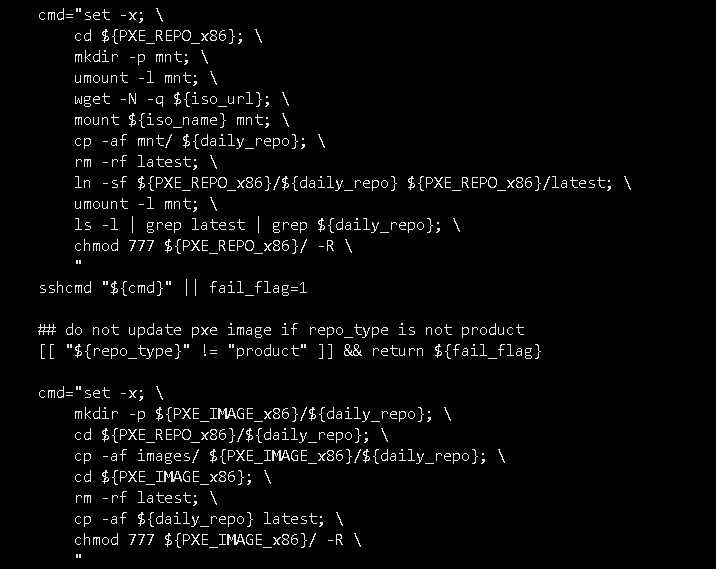 cmd="set -x; \
cd ${PXE_REPO_x86}; \
mkdir -p mnt; \
umount -l mnt; \
wget -N -q ${iso_url}; \
mount ${iso_name} mnt; \
cp -af mnt/ ${daily_repo}; \
rm -rf latest; \
ln -sf ${PXE_REPO_x86}/${daily_repo} ${PXE_REPO_x86}/latest; \
umount -l mnt; \
ls -l | grep latest | grep ${daily_repo}; \
chmod 777 ${PXE_REPO_x86}/ -R \
"
sshcmd "${cmd}" || fail_flag=1
## do not update pxe image if repo_type is not product
[[ "${repo_type}" != "product" ]] && return ${fail_flag}
cmd="set -x; \
mkdir -p ${PXE_IMAGE_x86}/${daily_repo}; \
cd ${PXE_REPO_x86}/${daily_repo}; \
cp -af images/ ${PXE_IMAGE_x86}/${daily_repo}; \
cd ${PXE_IMAGE_x86}; \
rm -rf latest; \
cp -af ${daily_repo} latest; \
chmod 777 ${PXE_IMAGE_x86}/ -R \
"